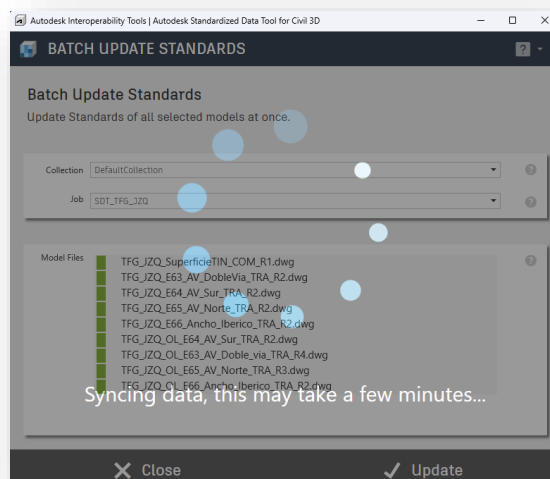 Autodesk Interoperability Tools | Autodesk Standardized Data Tool for Civil 3D
BATCH UPDATE STANDARDS
?
Batch Update Standards
Update Standards of all selected models at once.
Collection DefaultCollection ?
Job SDT_TFG_JZQ ?
Model Files ?
TFG_JZQ_SuperficieTIN_COM_R1.dwg
TFG_JZQ_E63_AV_DobleVia_TRA_R2.dwg
TFG_JZQ_E64_AV_Sur_TRA_R2.dwg
TFG_JZQ_E65_AV_Norte_TRA_R2.dwg
TFG_JZQ_E66_Ancho_Iberico_TRA_R2.dwg
TFG_JZQ_OL_E64_AV_Sur_TRA_R2.dwg
TFG_JZQ_OL_E63_AV_Doble_via_TRA_R4.dwg
TFG_JZQ_OL_E65_AV_Norte_TRA_R3.dwg
TFG_JZQ_OL_E66_Ancho_Iberico_TRA_R2.dwg
Syncing data, this may take a few minutes...
Close Update